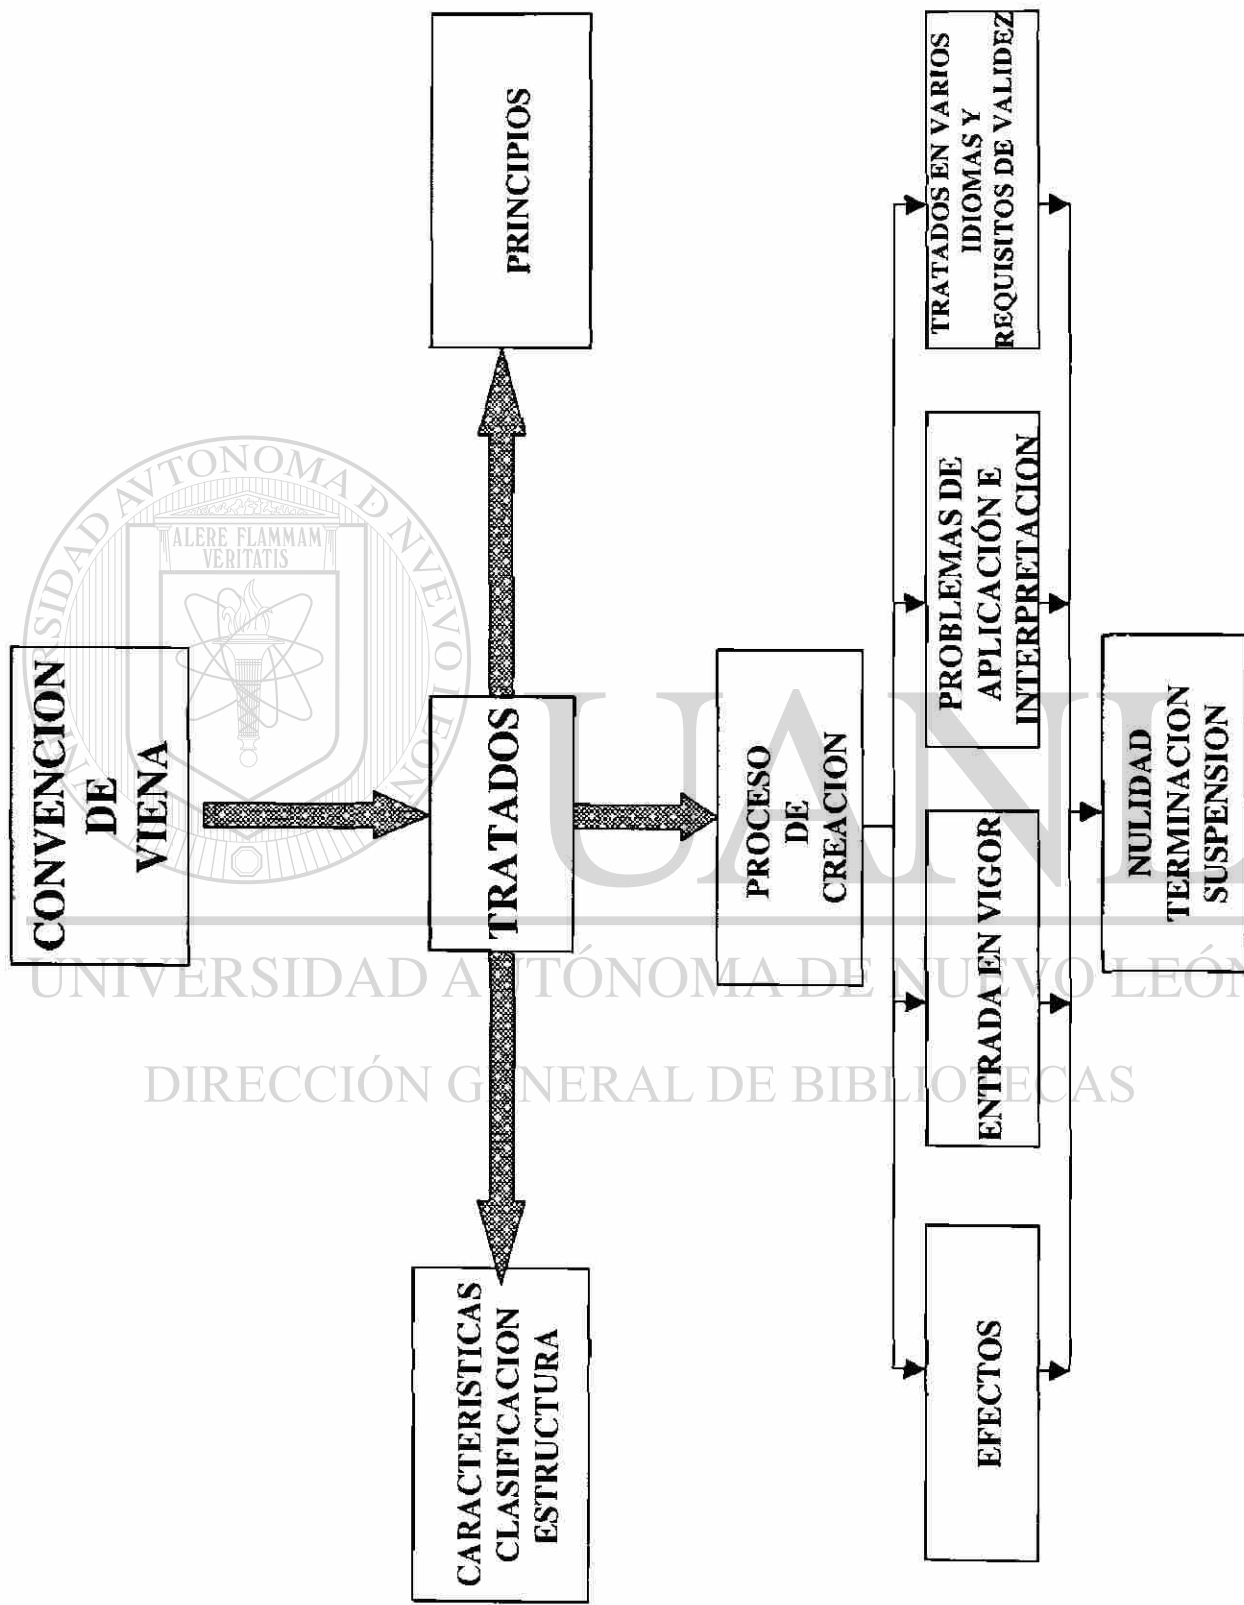 CONVENCION
DE
VIENA
CARACTERISTICAS
CLASIFICACION
ESTRUCTURA
TRATADOS
PRINCIPIOS
PROCESO
DE
CREACION
EFECTOS
ENTRADA EN VIGOR
PROBLEMAS DE
APLICACIÓN E
INTERPRETACION
TRATADOS EN VARIOS
IDIOMAS Y
REQUISITOS DE VALIDEZ
NULIDAD
TERMINACION
SUSPENSION
ALERE FLAMMAM
VERITATIS
UANL
UNIVERSIDAD AUTÓNOMA DE NUEVO LEÓN
DIRECCIÓN GENERAL DE BIBLIOTECAS